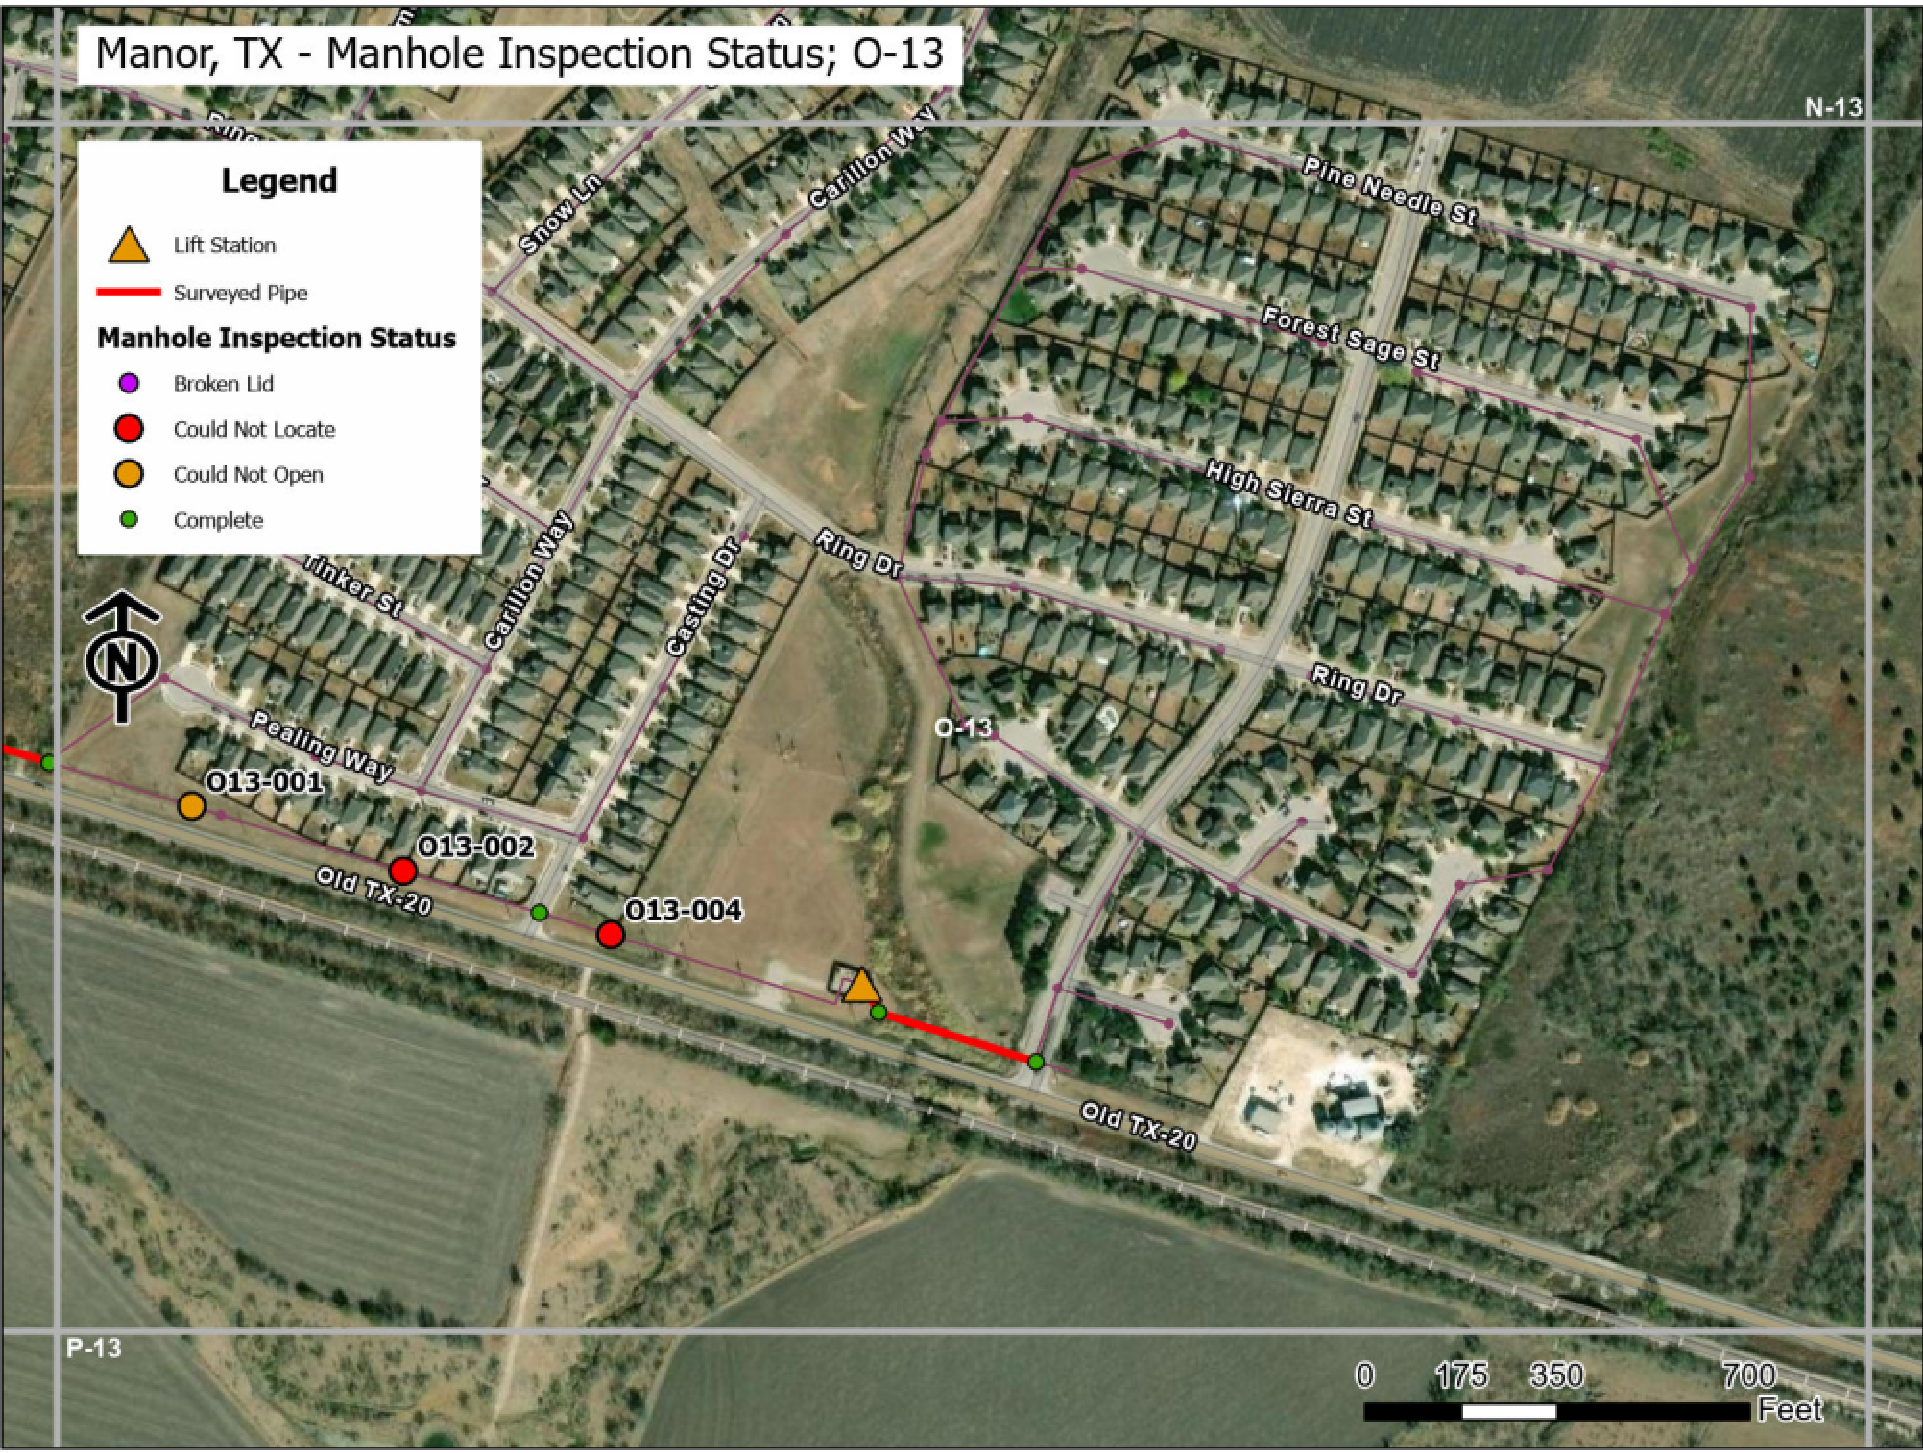 Manor, TX - Manhole Inspection Status; O-13
N-13
Ring
Legend
Lift Station
Surveyed Pipe
Manhole Inspection Status
Broken Lid
Could Not Locate
Could Not Open
Complete
Snow Ln
Carillon Way
Pine Needle St
Forest Sage St
High Sierra St
Carillon Way
Ring Dr
Tinker St
Casting Dr
N
Ring Dr
Pealing Way
O-13
O13-001
O13-002
Old TX-20
O13-004
Old TX-20
P-13
0 175 350 700
Feet